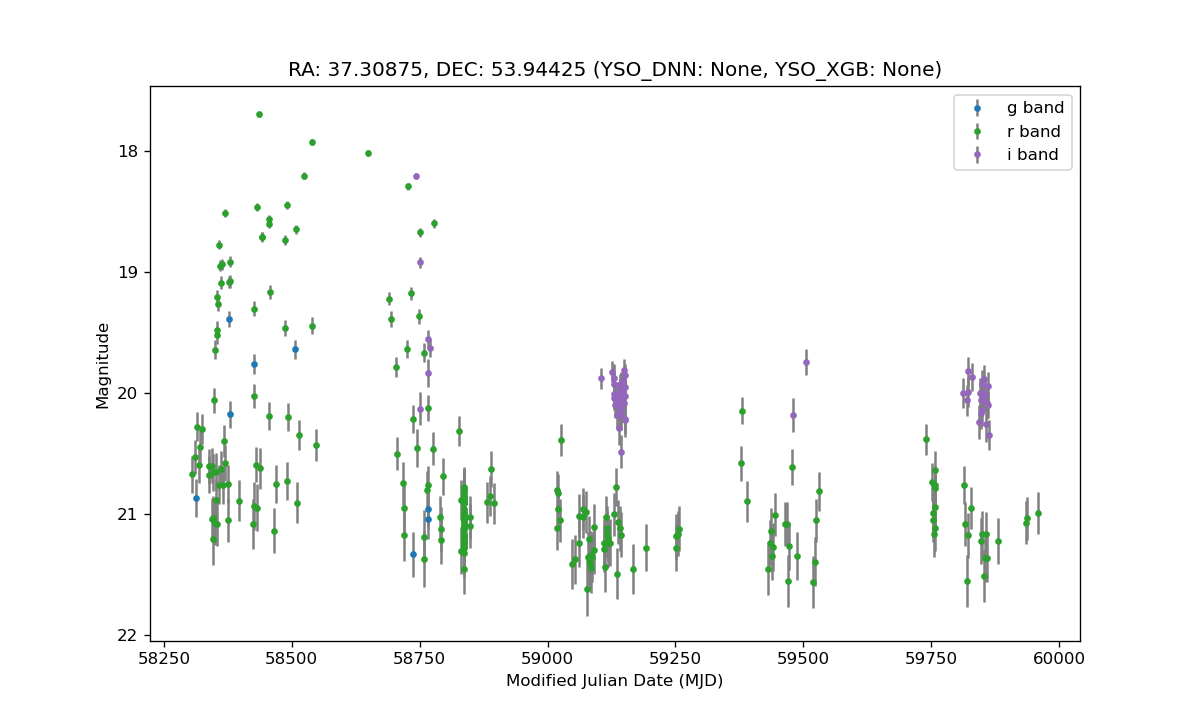 RA: 37.30875, DEC: 53.94425 (YSO_DNN: None, YSO_XGB: None)
g band
r band
i band
18
19
20
21
22
Magnitude
58250 58500 58750 59000 59250 59500 59750 60000
Modified Julian Date (MJD)